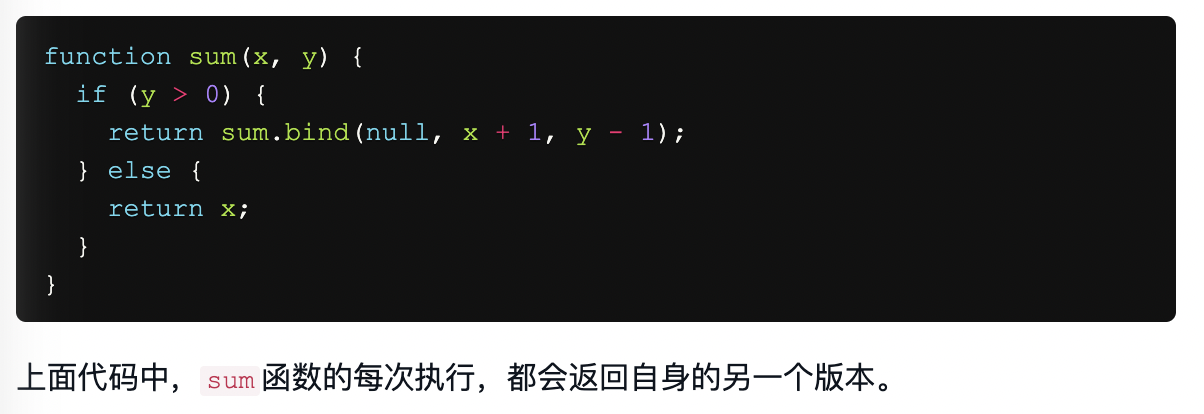 function sum(x, y) {
  if (y > 0) {
    return sum.bind(null, x + 1, y - 1);
  } else {
    return x;
  }
}
上面代码中，sum函数的每次执行，都会返回自身的另一个版本。